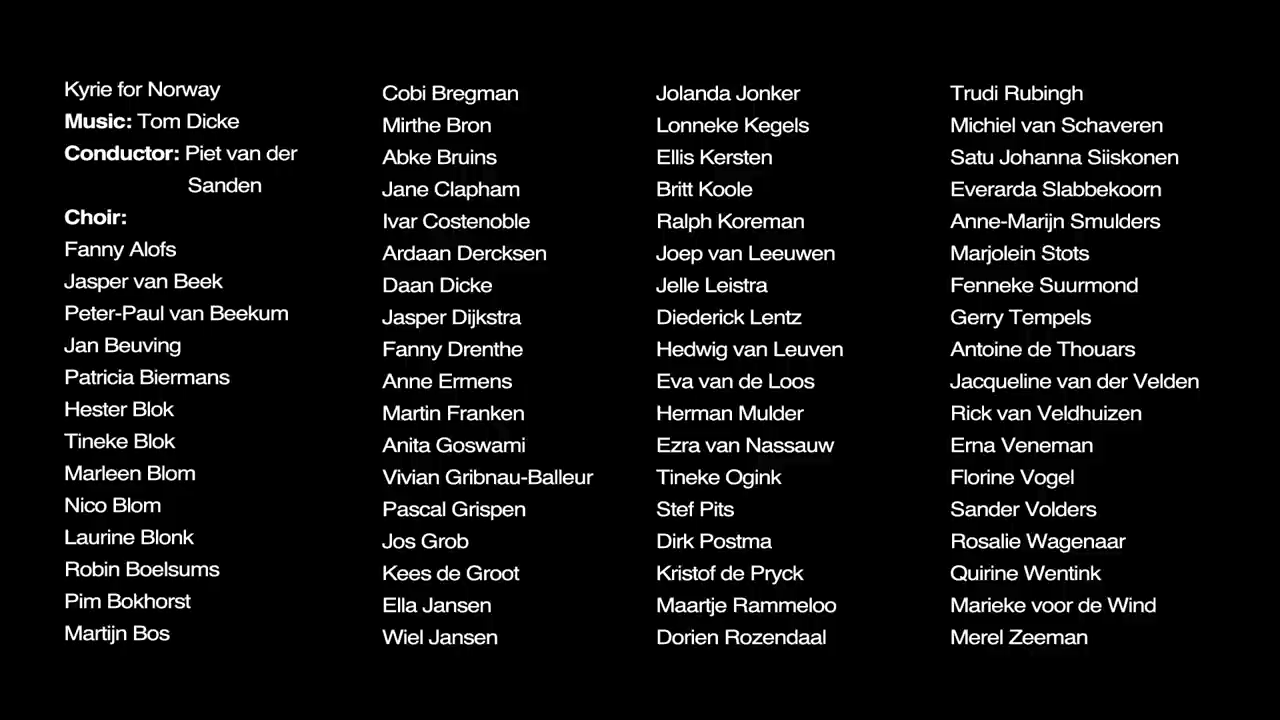 Kyrie for Norway
Music: Tom Dicke
Conductor: Piet van der
Sanden
Choir:
Fanny Alofs
Jasper van Beek
Peter-Paul van Beekum
Jan Beuving
Patricia Biermans
Hester Blok
Tineke Blok
Marleen Blom
Nico Blom
Laurine Blonk
Robin Boelsums
Pim Bokhorst
Martijn Bos
Cobi Bregman
Mirthe Bron
Abke Bruins
Jane Clapham
Ivar Costenoble
Ardaan Dercksen
Daan Dicke
Jasper Dijkstra
Fanny Drenthe
Anne Ermens
Martin Franken
Anita Goswami
Vivian Gribnau-Balleur
Pascal Grispen
Jos Grob
Kees de Groot
Ella Jansen
Wiel Jansen
Jolanda Jonker
Lonneke Kegels
Ellis Kersten
Britt Koole
Ralph Koreman
Joep van Leeuwen
Jelle Leistra
Diederick Lentz
Hedwig van Leuven
Eva van de Loos
Herman Mulder
Ezra van Nassauw
Tineke Ogink
Stef Pits
Dirk Postma
Kristof de Pryck
Maartje Rammeloo
Dorien Rozendaal
Trudi Rubingh
Michiel van Schaveren
Satu Johanna Siiskonen
Everarda Slabbekoorn
Anne-Marijn Smulders
Marjolein Stots
Fenneke Suurmond
Gerry Tempels
Antoine de Thouars
Jacqueline van der Velden
Rick van Veldhuizen
Erna Veneman
Florine Vogel
Sander Volders
Rosalie Wagenaar
Quirine Wentink
Marieke voor de Wind
Merel Zeeman